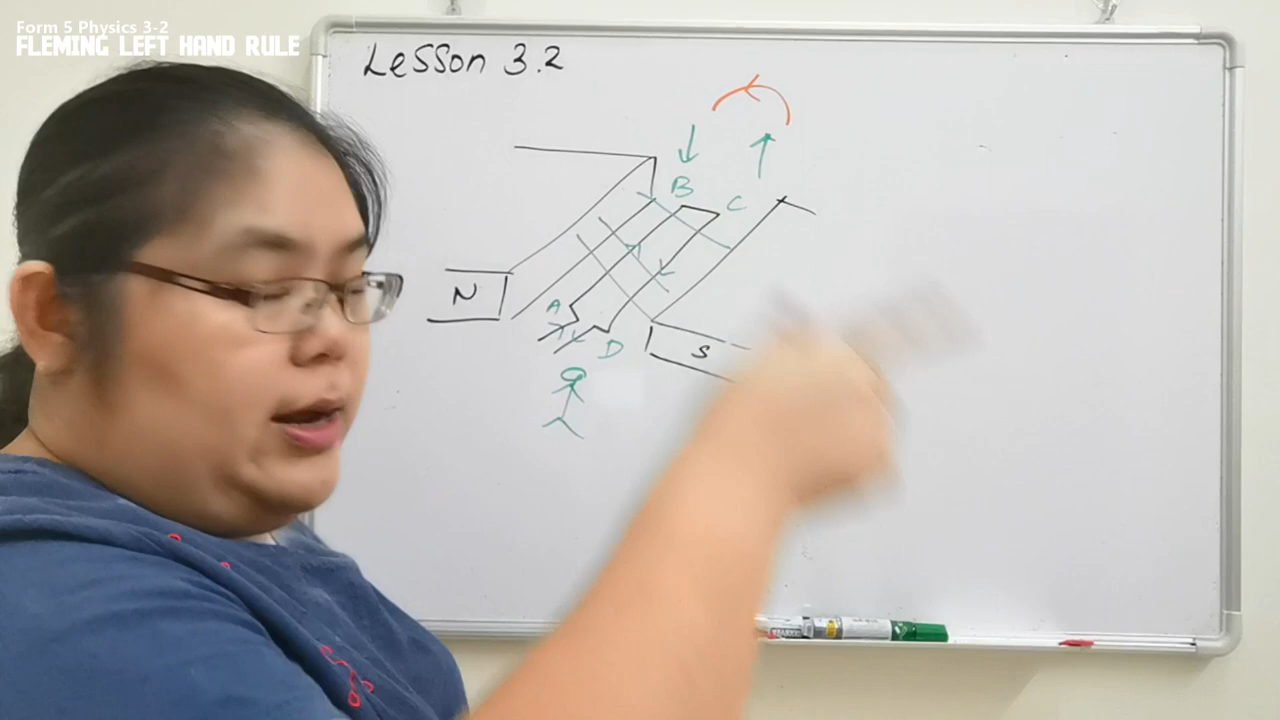 Form 5 Physics 3-2
FLEMING LEFT HAND RULE
Lesson 3.2
B
C
N
A
D
S